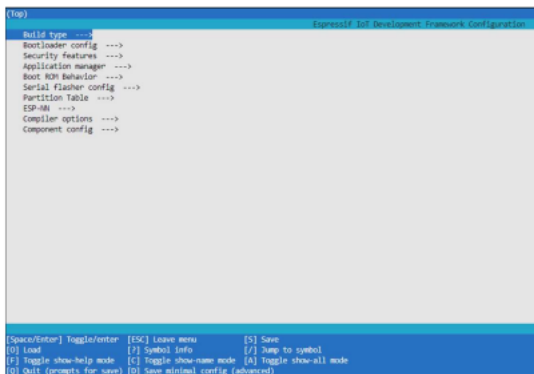 (Top)
Espressif IoT Development Framework Configuration
Build type --->
Bootloader config --->
Security features --->
Application manager --->
Boot ROM Behavior --->
Serial flasher config --->
Partition Table --->
ESP-NN --->
Compiler options --->
Component config --->
[Space/Enter] Toggle/enter [ESC] Leave menu [S] Save
[O] Load [?] Symbol info [/] Jump to symbol
[F] Toggle show-help mode [C] Toggle show-name mode [A] Toggle show-all mode
[Q] Quit (prompts for save) [D] Save minimal config (advanced)